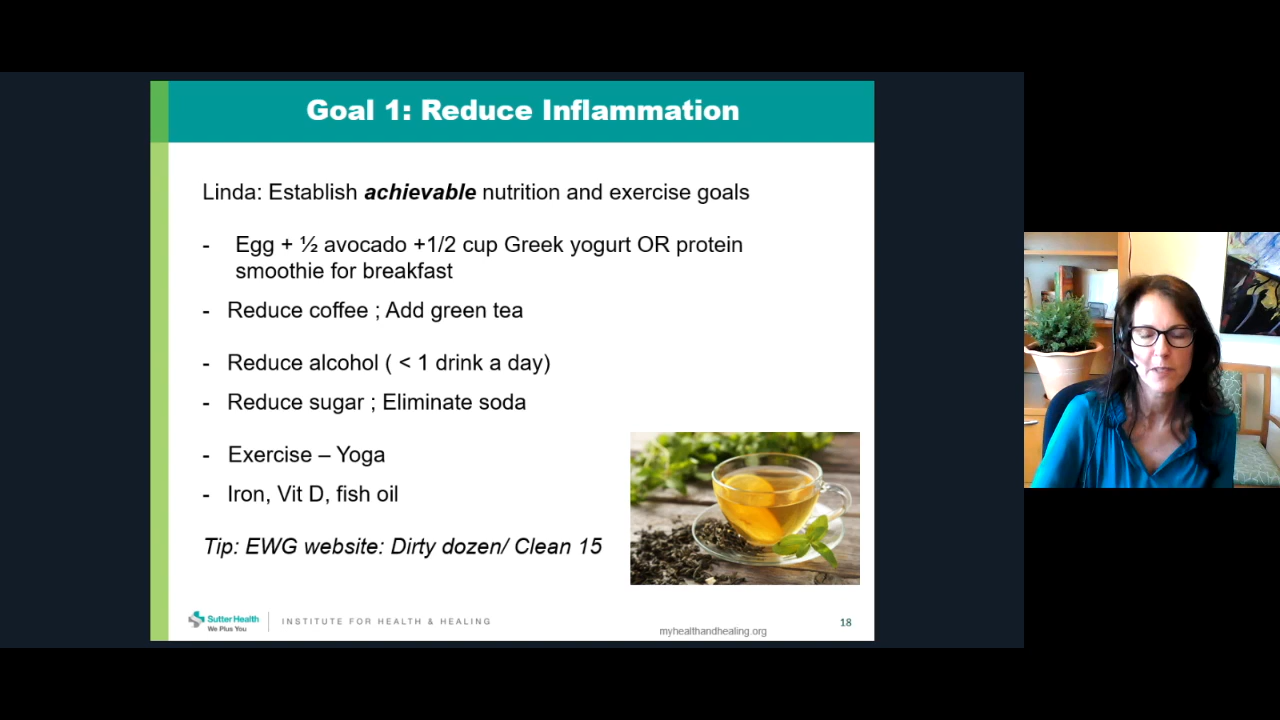 Goal 1: Reduce Inflammation
Linda: Establish achievable nutrition and exercise goals
- Egg + ½ avocado +1/2 cup Greek yogurt OR protein
smoothie for breakfast
- Reduce coffee ; Add green tea
- Reduce alcohol ( < 1 drink a day)
- Reduce sugar ; Eliminate soda
- Exercise – Yoga
- Iron, Vit D, fish oil
Tip: EWG website: Dirty dozen/ Clean 15
Sutter Health
We Plus You
INSTITUTE FOR HEALTH & HEALING
myhealthandhealing.org
18